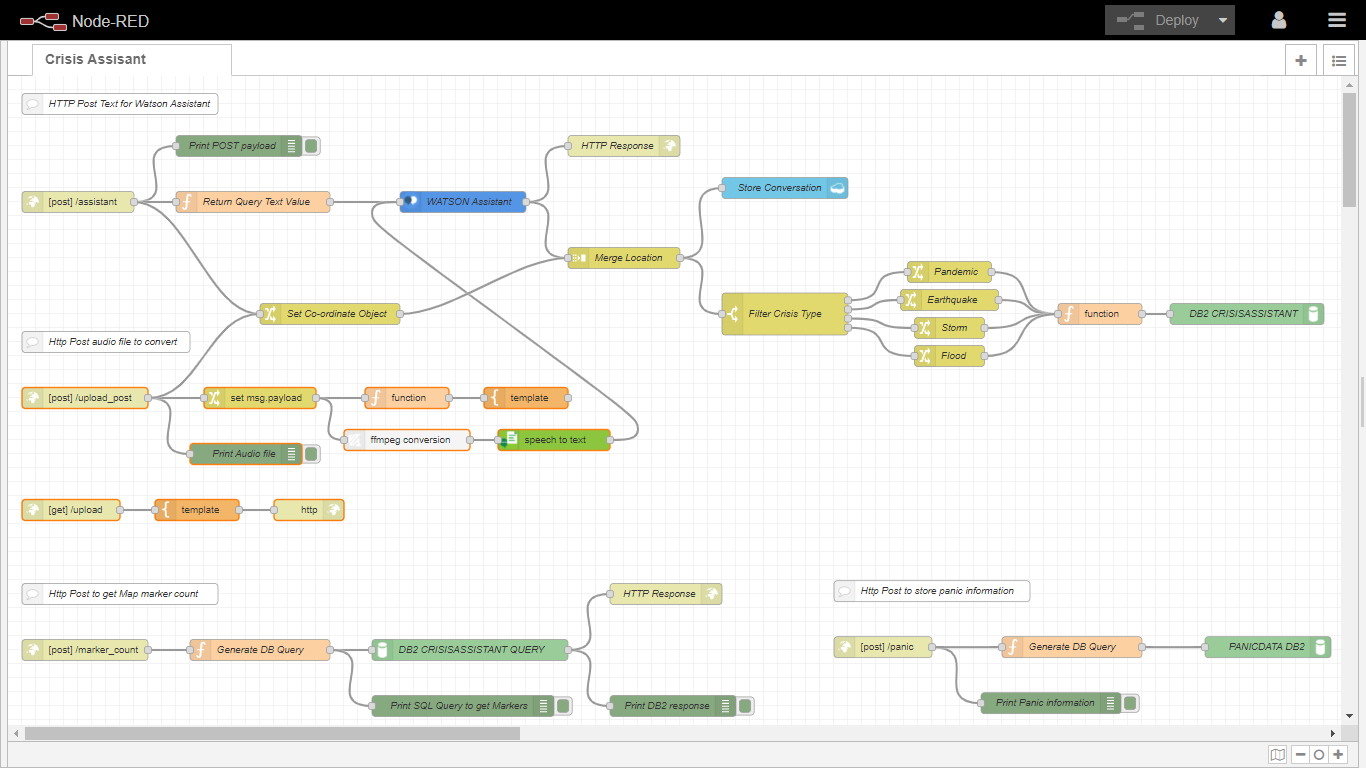 Node-RED
Deploy
Crisis Assisant
HTTP Post Text for Watson Assistant
Print POST payload
HTTP Response
[post] /assistant
Return Query Text Value
WATSON Assistant
Store Conversation
Merge Location
Pandemic
Earthquake
Set Co-ordinate Object
Filter Crisis Type
function
DB2 CRISISASSISTANT
Storm
Http Post audio file to convert
Flood
[post] /upload_post
set msg.payload
function
template
ffmpeg conversion
speech to text
Print Audio file
[get] /upload
template
http
Http Post to get Map marker count
HTTP Response
Http Post to store panic information
[post] /marker_count
Generate DB Query
DB2 CRISISASSISTANT QUERY
[post] /panic
Generate DB Query
PANICDATA DB2
Print SQL Query to get Markers
Print DB2 response
Print Panic information